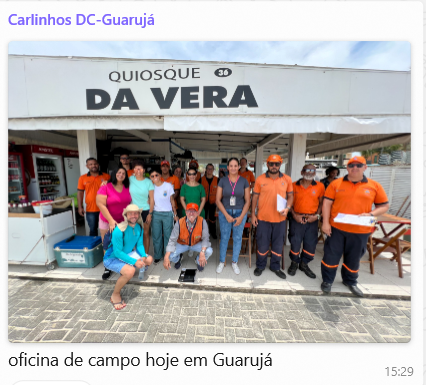 Carlinhos DC-Guarujá
QUIOSQUE 36
DA VERA
oficina de campo hoje em Guarujá
15:29